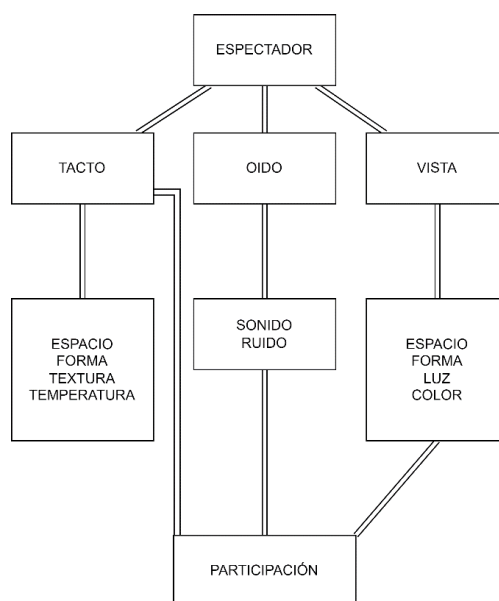 ESPECTADOR
TACTO
OIDO
VISTA
ESPACIO
FORMA
TEXTURA
TEMPERATURA
SONIDO
RUIDO
ESPACIO
FORMA
LUZ
COLOR
PARTICIPACIÓN